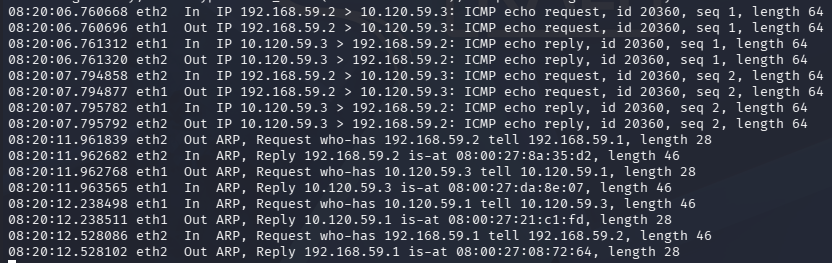 08:20:06.760668 eth2  In  IP 192.168.59.2 > 10.120.59.3: ICMP echo request, id 20360, seq 1, length 64
08:20:06.760696 eth1  Out IP 192.168.59.2 > 10.120.59.3: ICMP echo request, id 20360, seq 1, length 64
08:20:06.761312 eth1  In  IP 10.120.59.3 > 192.168.59.2: ICMP echo reply, id 20360, seq 1, length 64
08:20:06.761320 eth2  Out IP 10.120.59.3 > 192.168.59.2: ICMP echo reply, id 20360, seq 1, length 64
08:20:07.794858 eth2  In  IP 192.168.59.2 > 10.120.59.3: ICMP echo request, id 20360, seq 2, length 64
08:20:07.794877 eth1  Out IP 192.168.59.2 > 10.120.59.3: ICMP echo request, id 20360, seq 2, length 64
08:20:07.795782 eth1  In  IP 10.120.59.3 > 192.168.59.2: ICMP echo reply, id 20360, seq 2, length 64
08:20:07.795792 eth2  Out IP 10.120.59.3 > 192.168.59.2: ICMP echo reply, id 20360, seq 2, length 64
08:20:11.961839 eth2  Out ARP, Request who-has 192.168.59.2 tell 192.168.59.1, length 28
08:20:11.962682 eth2  In  ARP, Reply 192.168.59.2 is-at 08:00:27:8a:35:d2, length 46
08:20:11.962768 eth1  Out ARP, Request who-has 10.120.59.3 tell 10.120.59.1, length 28
08:20:11.963565 eth1  In  ARP, Reply 10.120.59.3 is-at 08:00:27:da:8e:07, length 46
08:20:12.238498 eth1  In  ARP, Request who-has 10.120.59.1 tell 10.120.59.3, length 46
08:20:12.238511 eth1  Out ARP, Reply 10.120.59.1 is-at 08:00:27:21:c1:fd, length 28
08:20:12.528086 eth2  In  ARP, Request who-has 192.168.59.1 tell 192.168.59.2, length 46
08:20:12.528102 eth2  Out ARP, Reply 192.168.59.1 is-at 08:00:27:08:72:64, length 28